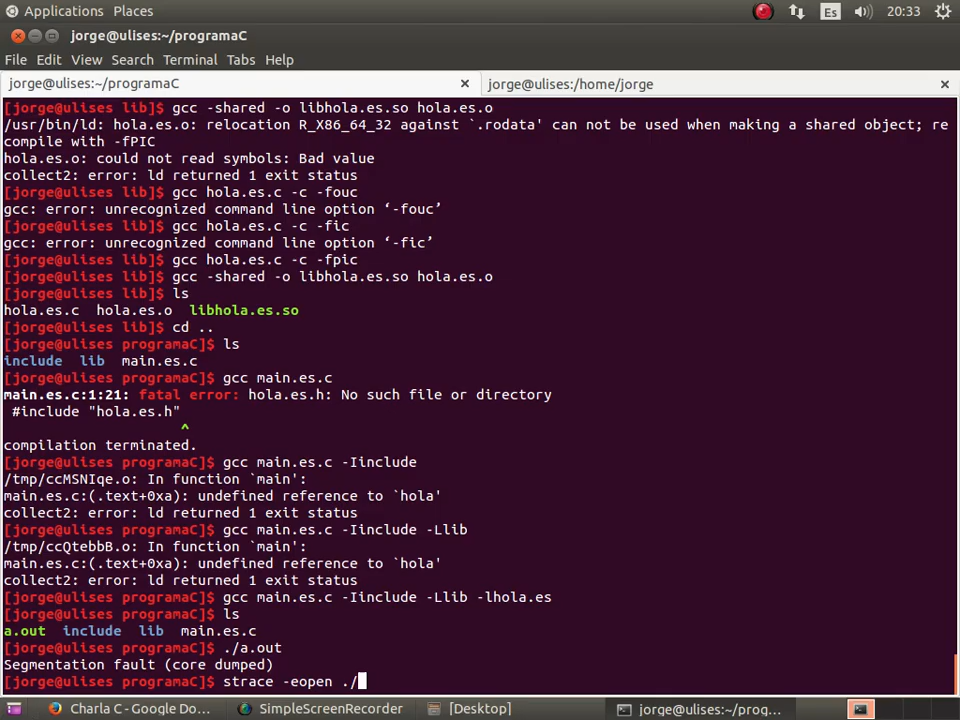 Applications Places
Es 20:33
jorge@ulises:~/programaC
File Edit View Search Terminal Tabs Help
jorge@ulises:~/programaC × jorge@ulises:/home/jorge ×
[jorge@ulises lib]$ gcc -shared -o libhola.es.so hola.es.o
/usr/bin/ld: hola.es.o: relocation R_X86_64_32 against `.rodata' can not be used when making a shared object; re
compile with -fPIC
hola.es.o: could not read symbols: Bad value
collect2: error: ld returned 1 exit status
[jorge@ulises lib]$ gcc hola.es.c -c -fouc
gcc: error: unrecognized command line option ‘-fouc’
[jorge@ulises lib]$ gcc hola.es.c -c -fic
gcc: error: unrecognized command line option ‘-fic’
[jorge@ulises lib]$ gcc hola.es.c -c -fpic
[jorge@ulises lib]$ gcc -shared -o libhola.es.so hola.es.o
[jorge@ulises lib]$ ls
hola.es.c hola.es.o libhola.es.so
[jorge@ulises lib]$ cd ..
[jorge@ulises programaC]$ ls
include lib main.es.c
[jorge@ulises programaC]$ gcc main.es.c
main.es.c:1:21: fatal error: hola.es.h: No such file or directory
#include "hola.es.h"
^
compilation terminated.
[jorge@ulises programaC]$ gcc main.es.c -Iinclude
/tmp/ccMSNIqe.o: In function `main':
main.es.c:(.text+0xa): undefined reference to `hola'
collect2: error: ld returned 1 exit status
[jorge@ulises programaC]$ gcc main.es.c -Iinclude -Llib
/tmp/ccQtebbB.o: In function `main':
main.es.c:(.text+0xa): undefined reference to `hola'
collect2: error: ld returned 1 exit status
[jorge@ulises programaC]$ gcc main.es.c -Iinclude -Llib -lhola.es
[jorge@ulises programaC]$ ls
a.out include lib main.es.c
[jorge@ulises programaC]$ ./a.out
Segmentation fault (core dumped)
[jorge@ulises programaC]$ strace -eopen ./
Charla C - Google Do... SimpleScreenRecorder [Desktop] jorge@ulises:~/prog...